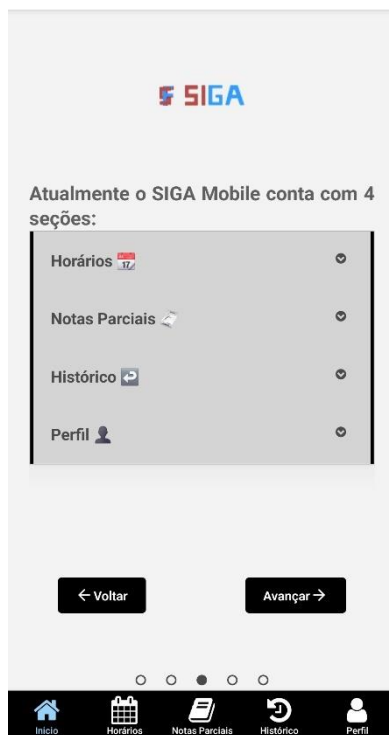 SIGA
Atualmente o SIGA Mobile conta com 4
seções:
Horários
Notas Parciais
Histórico
Perfil
← Voltar
Avançar →
Inicio
Horários
Notas Parciais
Histórico
Perfil